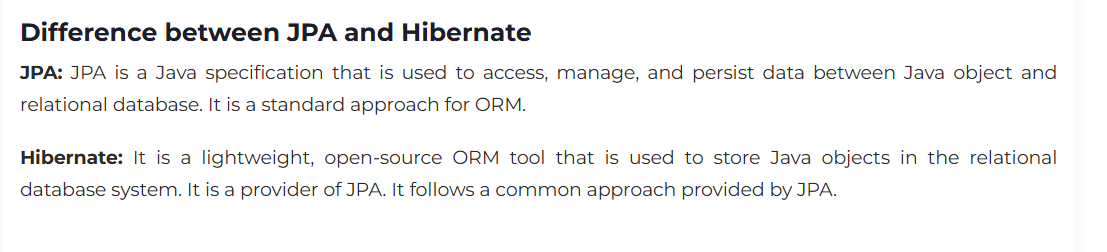 Difference between JPA and Hibernate
JPA: JPA is a Java specification that is used to access, manage, and persist data between Java object and
relational database. It is a standard approach for ORM.
Hibernate: It is a lightweight, open-source ORM tool that is used to store Java objects in the relational
database system. It is a provider of JPA. It follows a common approach provided by JPA.